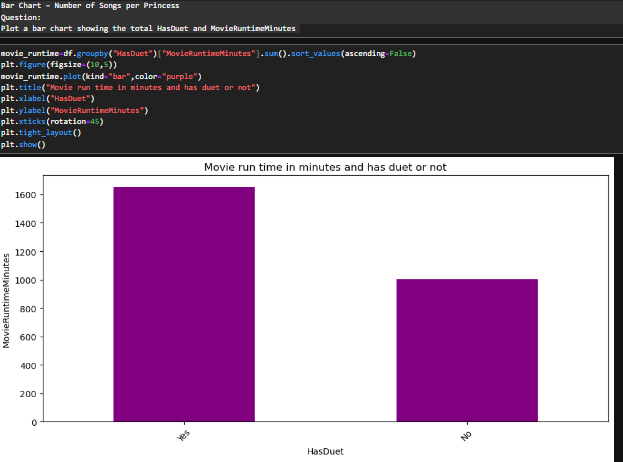 Bar Chart – Number of Songs per Princess
Question:
Plot a bar chart showing the total HasDuet and MovieRuntimeMinutes
movie_runtime=df.groupby("HasDuet")["MovieRuntimeMinutes"].sum().sort_values(ascending=False)
plt.figure(figsize=(10,5))
movie_runtime.plot(kind="bar",color="purple")
plt.title("Movie run time in minutes and has duet or not")
plt.xlabel("HasDuet")
plt.ylabel("MovieRuntimeMinutes")
plt.xticks(rotation=45)
plt.tight_layout()
plt.show()
Movie run time in minutes and has duet or not
MovieRuntimeMinutes
1600
1400
1200
1000
800
600
400
200
0
Yes
No
HasDuet